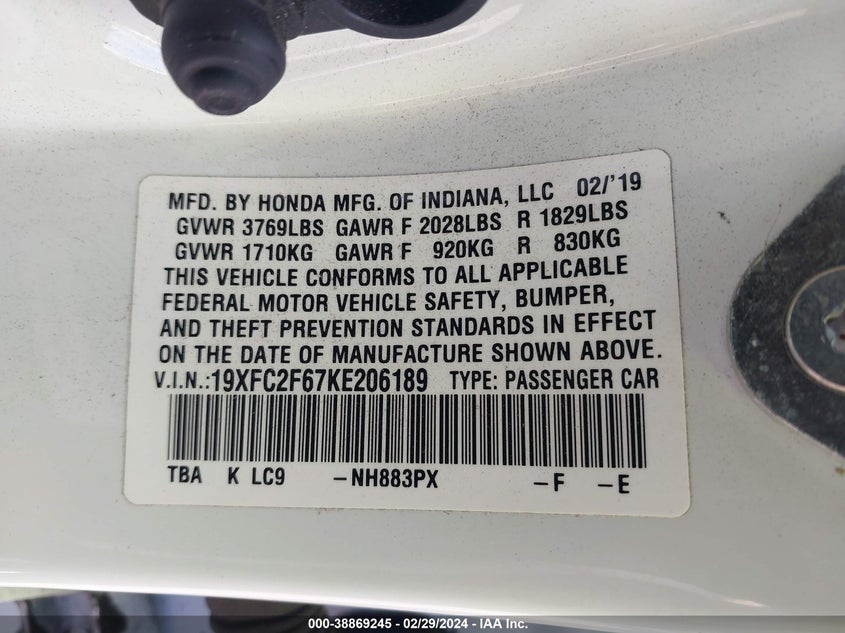 MFD. BY HONDA MFG. OF INDIANA, LLC 02/'19
GVWR 3769LBS GAWR F 2028LBS R 1829LBS
GVWR 1710KG GAWR F 920KG R 830KG
THIS VEHICLE CONFORMS TO ALL APPLICABLE
FEDERAL MOTOR VEHICLE SAFETY, BUMPER,
AND THEFT PREVENTION STANDARDS IN EFFECT
ON THE DATE OF MANUFACTURE SHOWN ABOVE.
V.I.N.:19XFC2F67KE206189 TYPE: PASSENGER CAR
TBA K LC9 -NH883PX -F -E
000-38869245 - 02/29/2024 - IAA Inc.